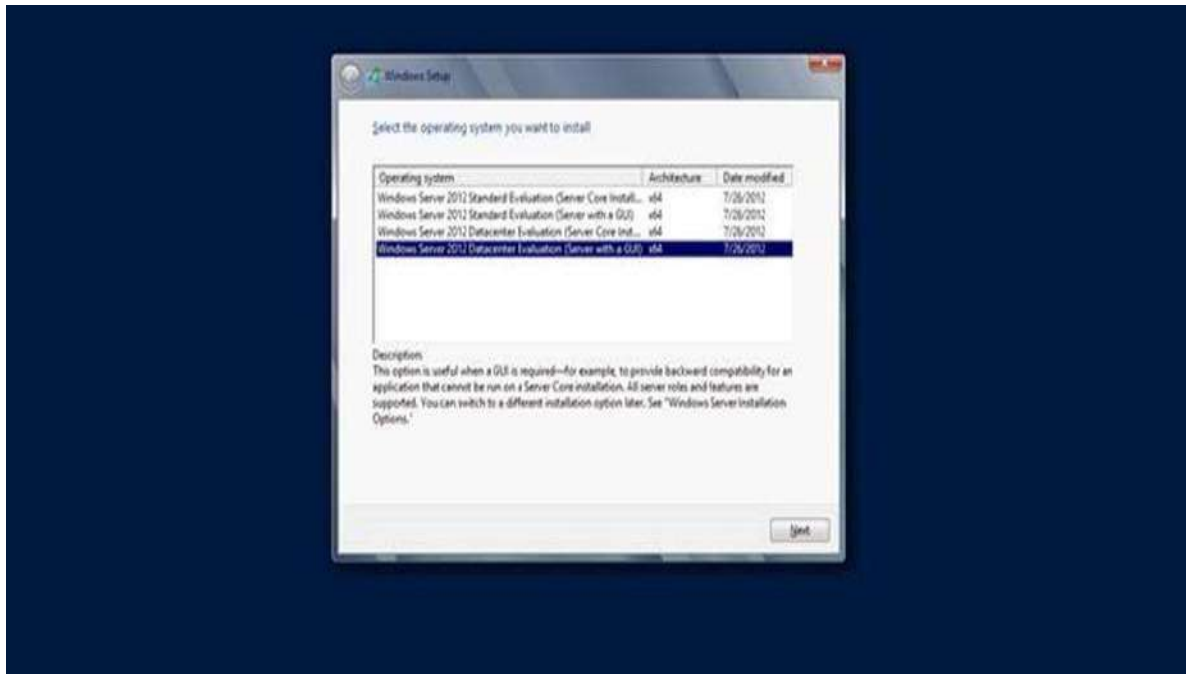 Windows Setup
Select the operating system you want to install
Operating system Architecture Date modified
Windows Server 2012 Standard Evaluation (Server Core Install... x64 7/26/2012
Windows Server 2012 Standard Evaluation (Server with a GUI) x64 7/26/2012
Windows Server 2012 Datacenter Evaluation (Server Core Inst... x64 7/26/2012
Windows Server 2012 Datacenter Evaluation (Server with a GUI) x64 7/26/2012
Description:
This option is useful when a GUI is required—for example, to provide backward compatibility for an
application that cannot be run on a Server Core installation. All server roles and features are
supported. You can switch to a different installation option later. See "Windows Server Installation
Options."
Next